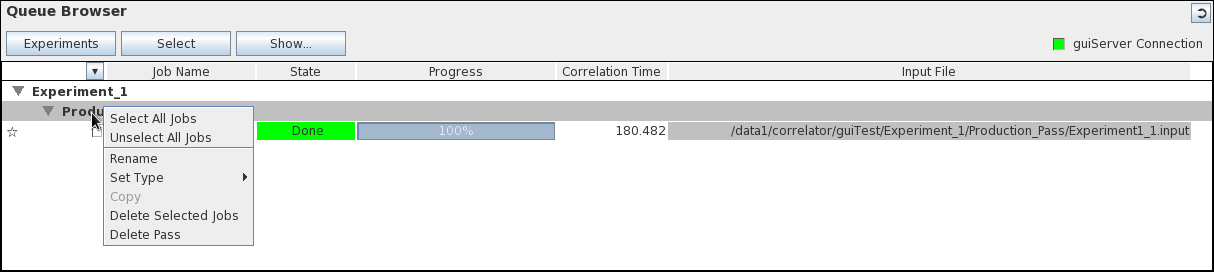 Queue Browser
Experiments Select Show... guiServer Connection
Job Name State Progress Correlation Time Input File
Experiment_1
Produ
Select All Jobs
Done 100% 180.482 /data1/correlator/guiTest/Experiment_1/Production_Pass/Experiment1_1.input
Unselect All Jobs
Rename
Set Type
Copy
Delete Selected Jobs
Delete Pass